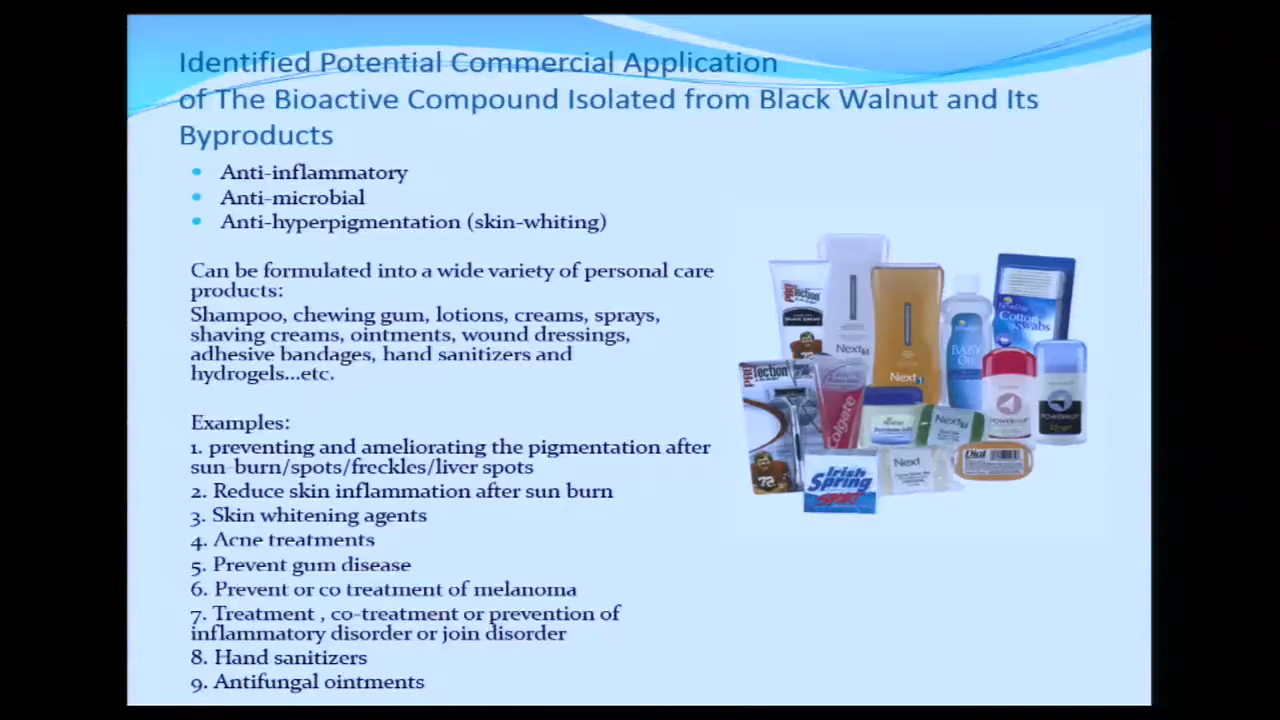 Identified Potential Commercial Application
of The Bioactive Compound Isolated from Black Walnut and Its
Byproducts
• Anti-inflammatory
• Anti-microbial
• Anti-hyperpigmentation (skin-whiting)
Can be formulated into a wide variety of personal care
products:
Shampoo, chewing gum, lotions, creams, sprays,
shaving creams, ointments, wound dressings,
adhesive bandages, hand sanitizers and
hydrogels...etc.
Examples:
1. preventing and ameliorating the pigmentation after
sun-burn/spots/freckles/liver spots
2. Reduce skin inflammation after sun burn
3. Skin whitening agents
4. Acne treatments
5. Prevent gum disease
6. Prevent or co treatment of melanoma
7. Treatment , co-treatment or prevention of
inflammatory disorder or join disorder
8. Hand sanitizers
9. Antifungal ointments
Next
Next1
BABY
OIL
Cotton
Swabs
72
Colgate
Next
Irish
Spring
SPORT
Next
Dial
72